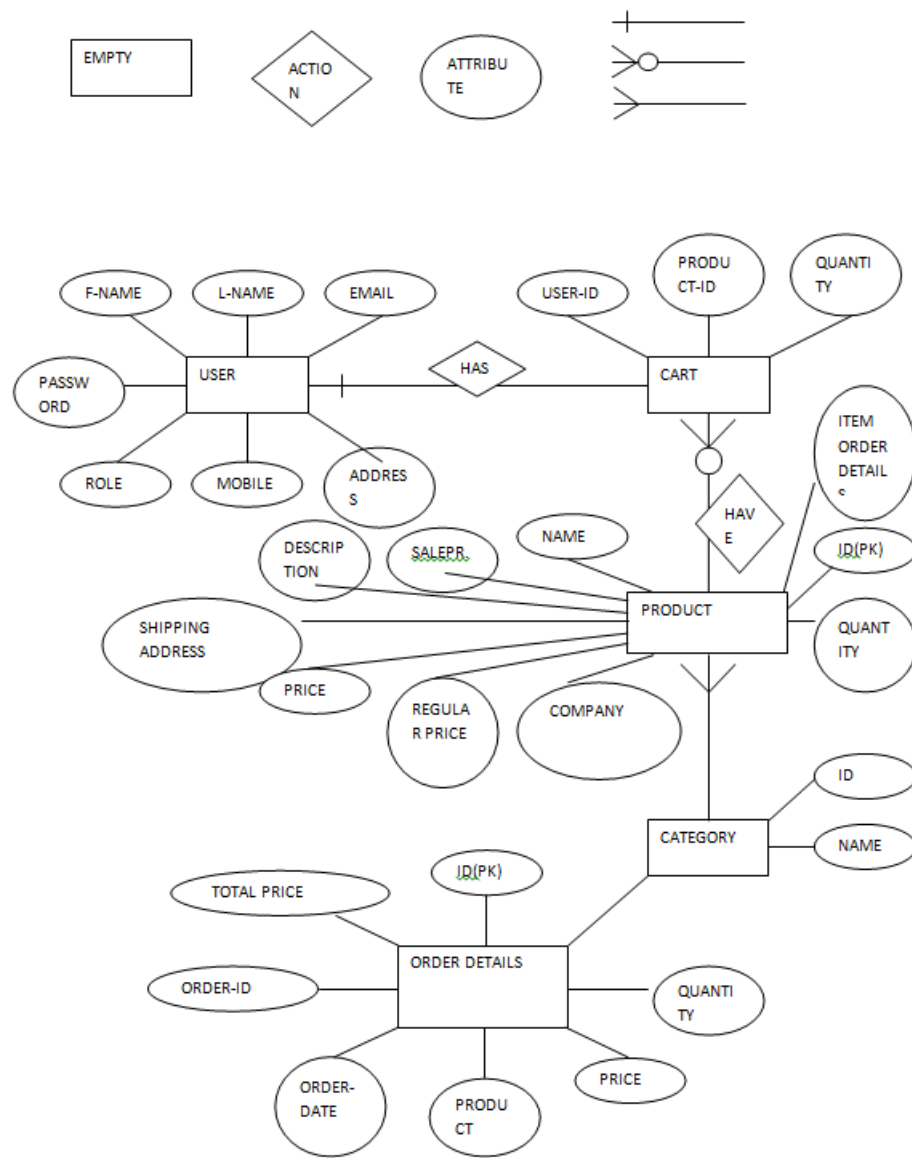 EMPTY
ACTIO
N
ATTRIBU
TE
F-NAME
L-NAME
EMAIL
USER-ID
PRODU
CT-ID
QUANTI
TY
PASSW
ORD
USER
HAS
CART
ROLE
MOBILE
ADDRES
S
ITEM
ORDER
DETAIL
S
DESCRIP
TION
SALEPR.
NAME
HAV
E
ID(PK)
SHIPPING
ADDRESS
PRODUCT
QUANT
ITY
PRICE
REGULA
R PRICE
COMPANY
ID
CATEGORY
NAME
TOTAL PRICE
ID(PK)
ORDER DETAILS
ORDER-ID
QUANTI
TY
ORDER-
DATE
PRODU
CT
PRICE